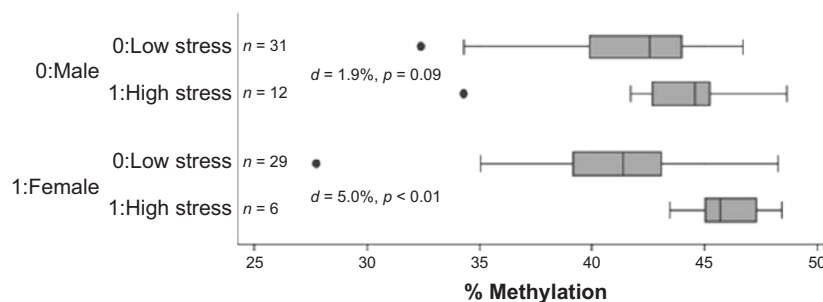 0:Male
0:Low stress n = 31
d = 1.9%, p = 0.09
1:High stress n = 12
1:Female
0:Low stress n = 29
d = 5.0%, p < 0.01
1:High stress n = 6
25 30 35 40 45 50
% Methylation